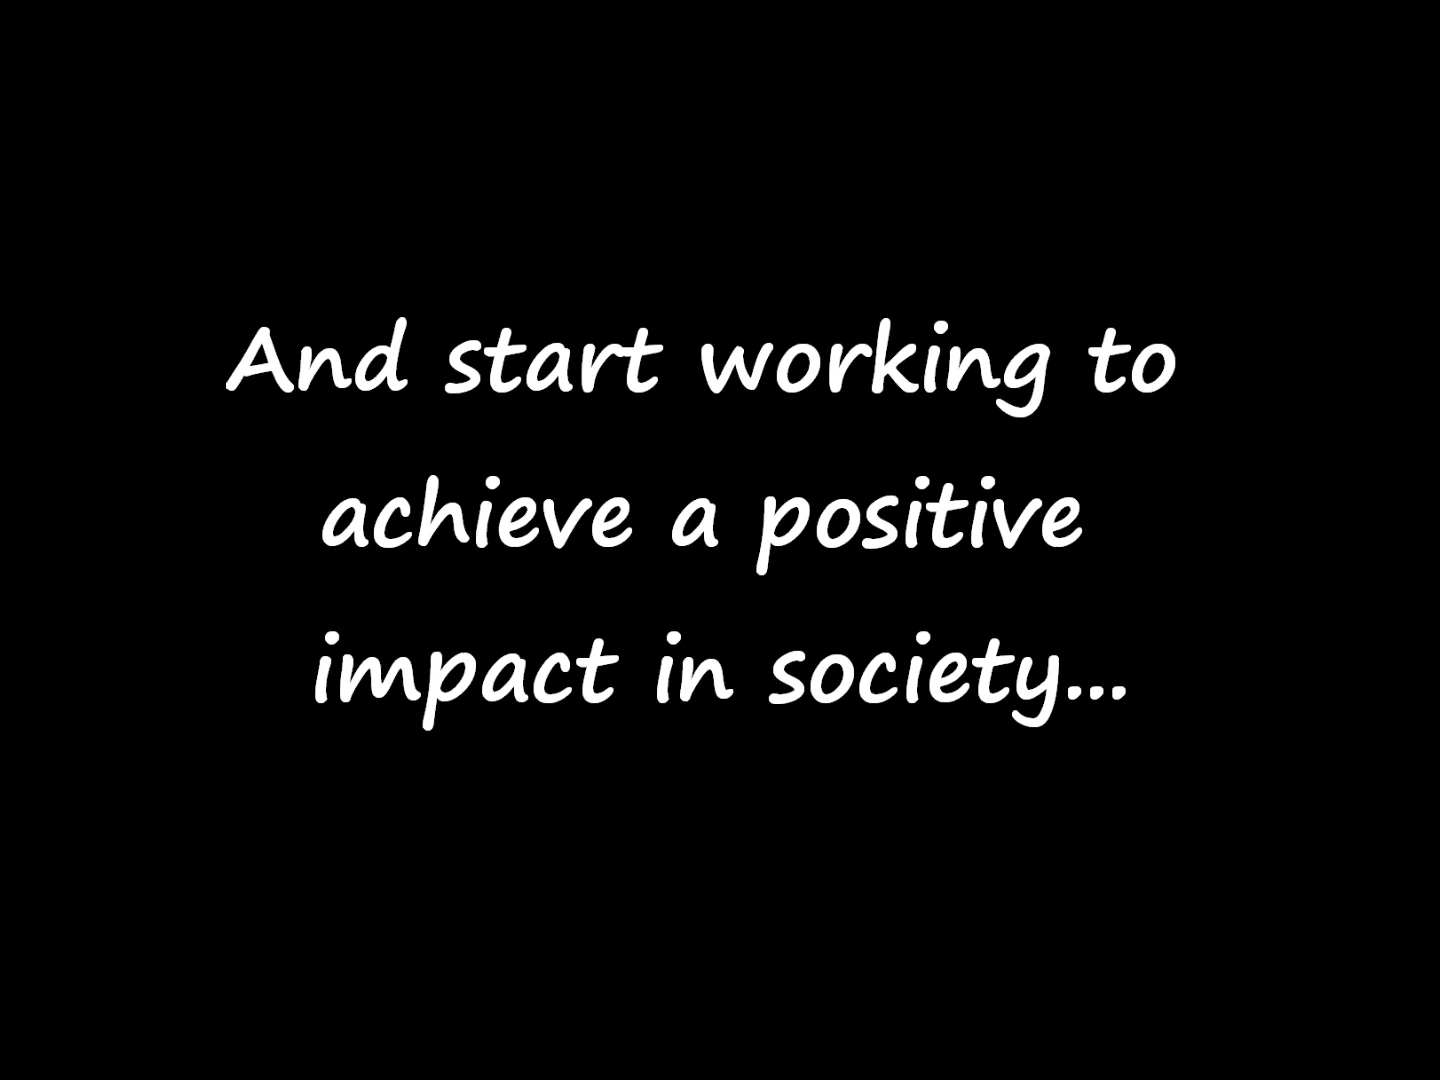 And start working to
achieve a positive
impact in society...